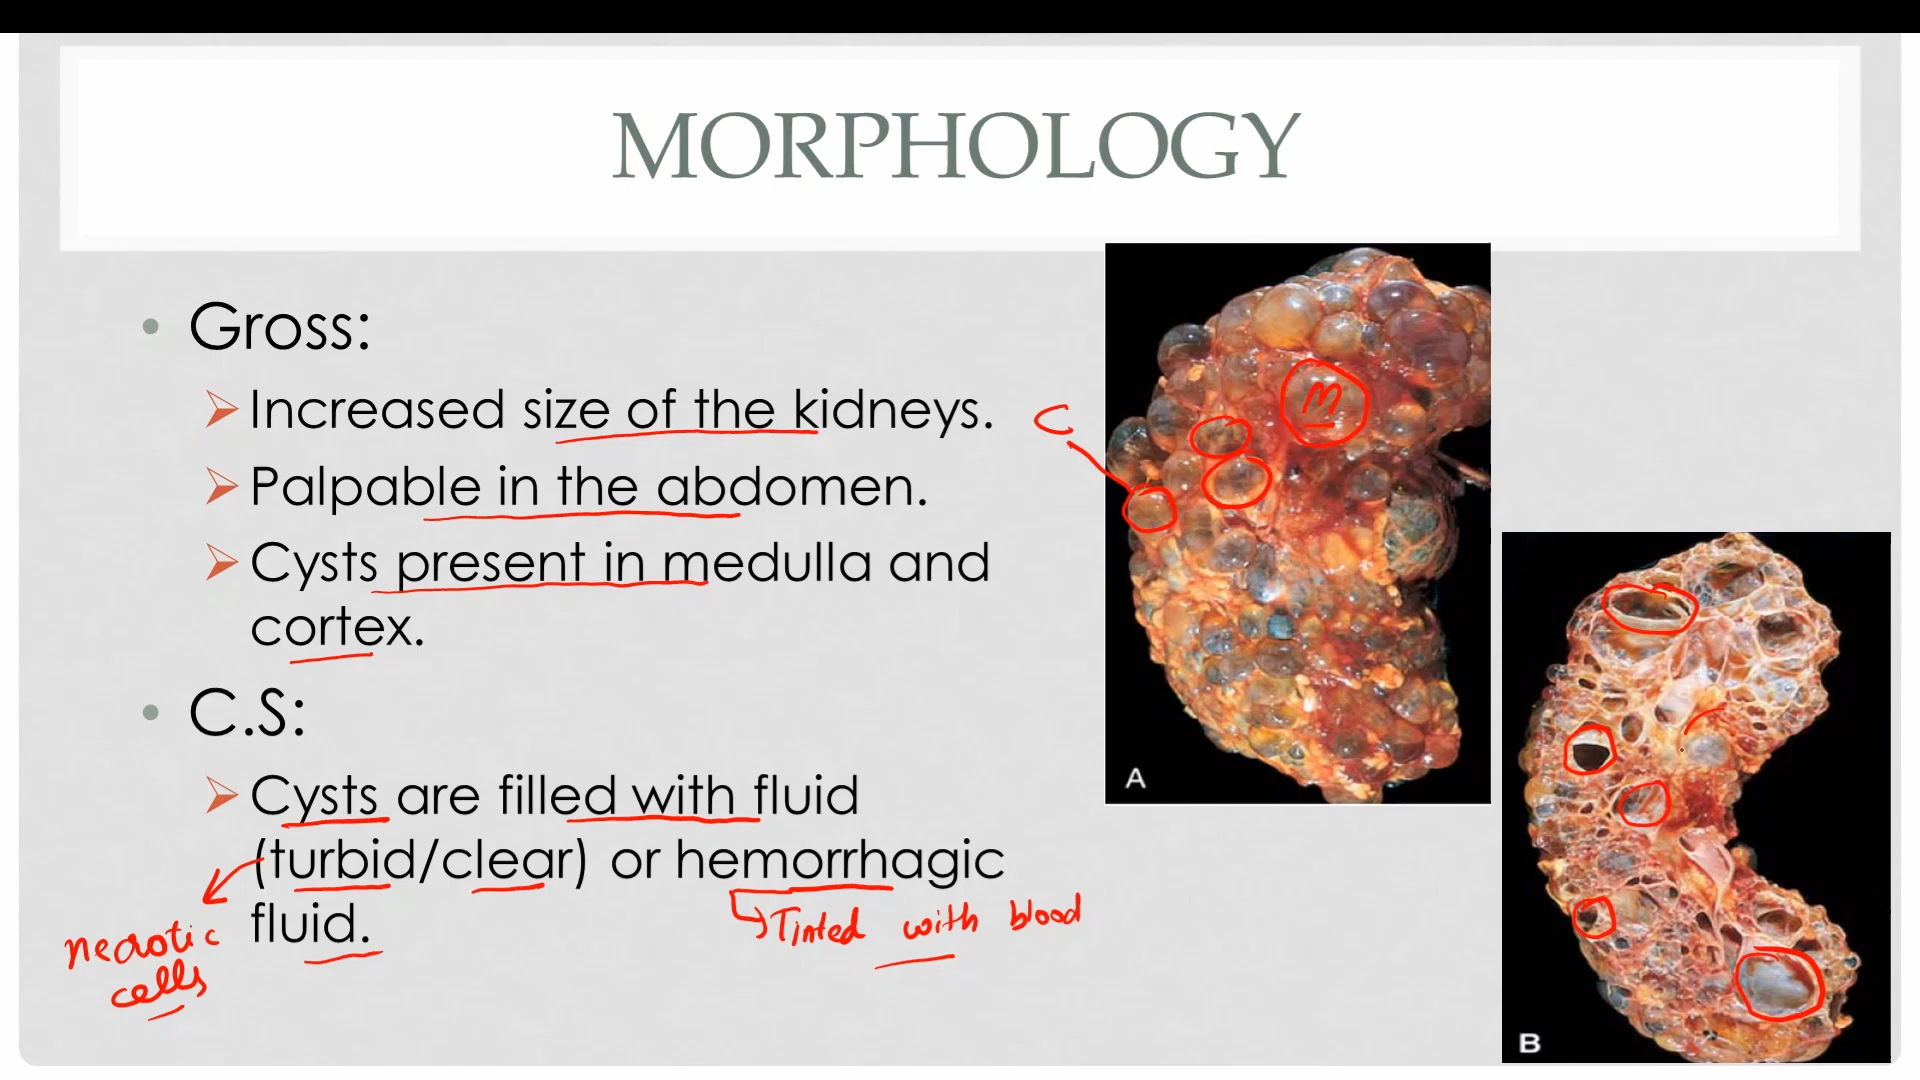 MORPHOLOGY
• Gross:
Increased size of the kidneys.
Palpable in the abdomen.
Cysts present in medulla and
cortex.
• C.S:
Cysts are filled with fluid
(turbid/clear) or hemorrhagic
fluid.
necrotic
cells
Tinted with blood
C
M
A
B